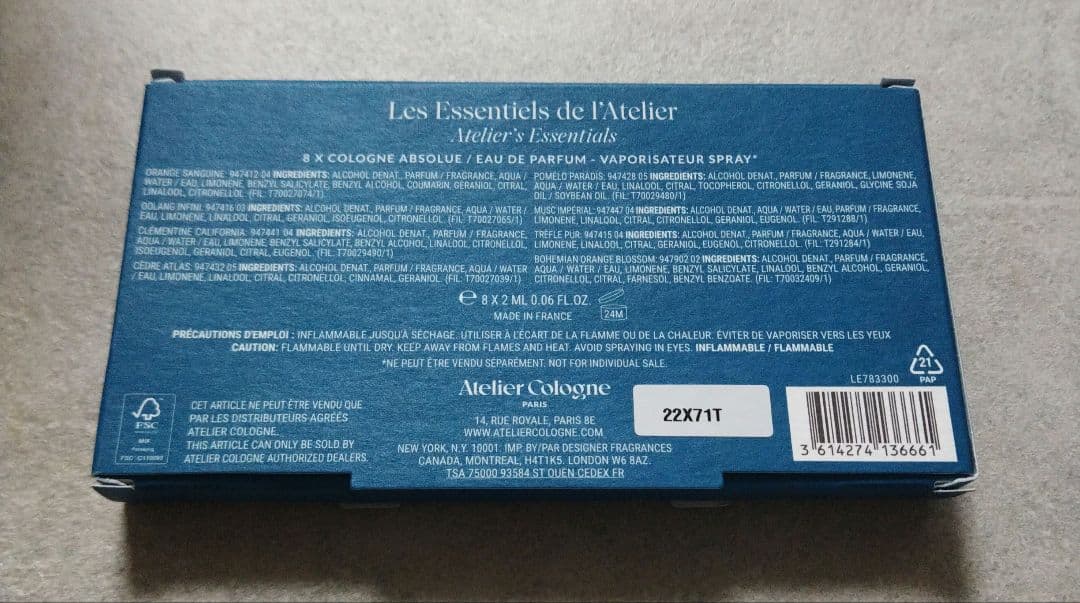 Les Essentiels de l'Atelier
Atelier's Essentials
8 X COLOGNE ABSOLUE / EAU DE PARFUM - VAPORISATEUR SPRAY*
ORANGE SANGUINE: 947412 04 INGREDIENTS: ALCOHOL DENAT., PARFUM / FRAGRANCE, AQUA /
WATER / EAU, LIMONENE, BENZYL SALICYLATE, BENZYL ALCOHOL, COUMARIN, GERANIOL, CITRAL,
LINALOOL, CITRONELLOL. (FIL: T70027074/1)
OOLANG INFINI: 947416 03 INGREDIENTS: ALCOHOL DENAT., PARFUM / FRAGRANCE, AQUA / WATER /
EAU, LIMONENE, LINALOOL, CITRAL, GERANIOL, ISOEUGENOL, CITRONELLOL. (FIL: T70027065/1)
CLÉMENTINE CALIFORNIA: 947441 04 INGREDIENTS: ALCOHOL DENAT., PARFUM / FRAGRANCE,
AQUA / WATER / EAU, LIMONENE, BENZYL SALICYLATE, BENZYL ALCOHOL, LINALOOL, CITRONELLOL,
ISOEUGENOL, GERANIOL, CITRAL, EUGENOL. (FIL: T70029490/1)
CÈDRE ATLAS: 947432 05 INGREDIENTS: ALCOHOL DENAT., PARFUM / FRAGRANCE, AQUA / WATER
/ EAU, LIMONENE, LINALOOL, CITRAL, CITRONELLOL, CINNAMAL, GERANIOL. (FIL: T70027039/1)
POMELO PARADIS: 947428 05 INGREDIENTS: ALCOHOL DENAT., PARFUM / FRAGRANCE, LIMONENE,
AQUA / WATER / EAU, LINALOOL, CITRAL, TOCOPHEROL, CITRONELLOL, GERANIOL, GLYCINE SOJA
OIL / SOYBEAN OIL. (FIL: T70029480/1)
MUSC IMPÉRIAL: 947447 04 INGREDIENTS: ALCOHOL DENAT., AQUA / WATER / EAU, PARFUM / FRAGRANCE,
LIMONENE, LINALOOL, CITRAL, GERANIOL, CITRONELLOL, EUGENOL. (FIL: T291288/1)
TRÈFLE PUR: 947415 04 INGREDIENTS: ALCOHOL DENAT., PARFUM / FRAGRANCE, AQUA / WATER / EAU,
LIMONENE, LINALOOL, CITRAL, GERANIOL, EUGENOL, CITRONELLOL. (FIL: T291284/1)
BOHEMIAN ORANGE BLOSSOM: 947902 02 INGREDIENTS: ALCOHOL DENAT., PARFUM / FRAGRANCE,
AQUA / WATER / EAU, LIMONENE, BENZYL SALICYLATE, LINALOOL, BENZYL ALCOHOL, GERANIOL,
CITRONELLOL, CITRAL, FARNESOL, BENZYL BENZOATE. (FIL: T70032409/1)
℮ 8 X 2 ML 0.06 FL.OZ.
MADE IN FRANCE
24M
PRÉCAUTIONS D'EMPLOI : INFLAMMABLE JUSQU'À SÉCHAGE. UTILISER À L'ÉCART DE LA FLAMME OU DE LA CHALEUR. ÉVITER DE VAPORISER VERS LES YEUX
CAUTION: FLAMMABLE UNTIL DRY. KEEP AWAY FROM FLAMES AND HEAT. AVOID SPRAYING IN EYES. INFLAMMABLE / FLAMMABLE
*NE PEUT ÊTRE VENDU SÉPARÉMENT. NOT FOR INDIVIDUAL SALE.
21
PAP
LE783300
Atelier Cologne
PARIS
14, RUE ROYALE, PARIS 8E
WWW.ATELIERCOLOGNE.COM
NEW YORK, N.Y. 10001. IMP. BY/PAR DESIGNER FRAGRANCES
CANADA, MONTREAL, H4T1K5. LONDON W6 8AZ.
TSA 75000 93584 ST OUEN CEDEX FR
FSC
MIX
Packaging
CET ARTICLE NE PEUT ÊTRE VENDU QUE
PAR LES DISTRIBUTEURS AGRÉÉS
ATELIER COLOGNE.
THIS ARTICLE CAN ONLY BE SOLD BY
ATELIER COLOGNE AUTHORIZED DEALERS.
22X71T
3 614274 136661